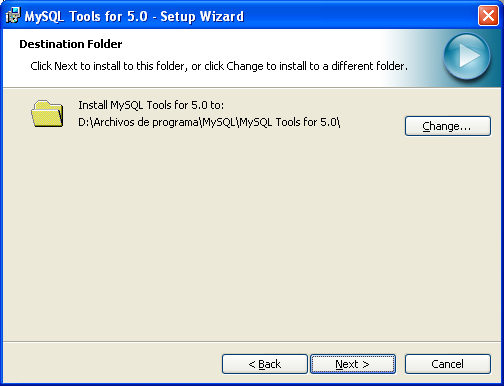 MySQL Tools for 5.0 - Setup Wizard
Destination Folder
Click Next to install to this folder, or click Change to install to a different folder.
Install MySQL Tools for 5.0 to:
D:\Archivos de programa\MySQL\MySQL Tools for 5.0\
Change...
< Back
Next >
Cancel